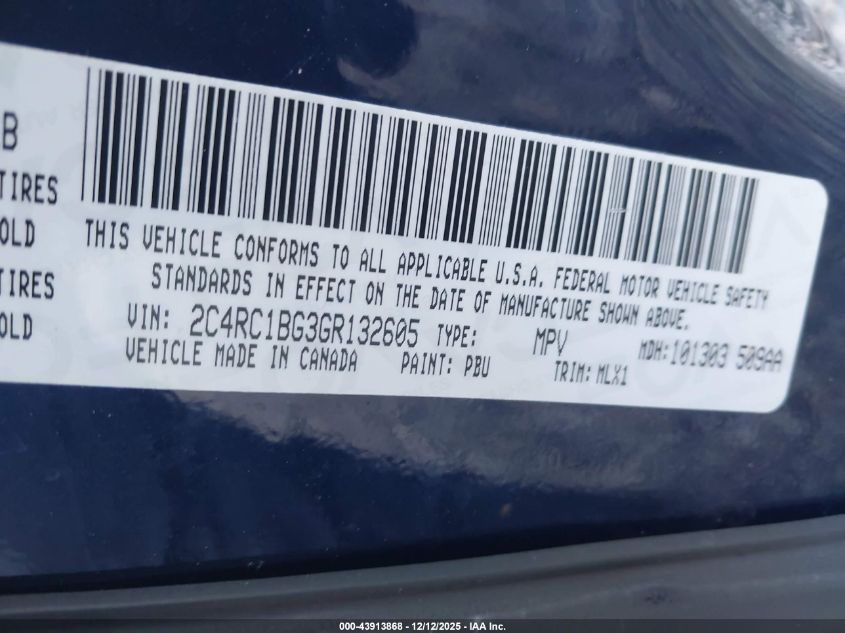 B
TIRES
OLD
TIRES
OLD
THIS VEHICLE CONFORMS TO ALL APPLICABLE U.S.A. FEDERAL MOTOR VEHICLE SAFETY
STANDARDS IN EFFECT ON THE DATE OF MANUFACTURE SHOWN ABOVE.
VIN: 2C4RC1BG3GR132605 TYPE: MPV MDH: 101303 509AA
VEHICLE MADE IN CANADA PAINT: PBU TRIM: MLX1
000-43913868 - 12/12/2025 - IAA Inc.